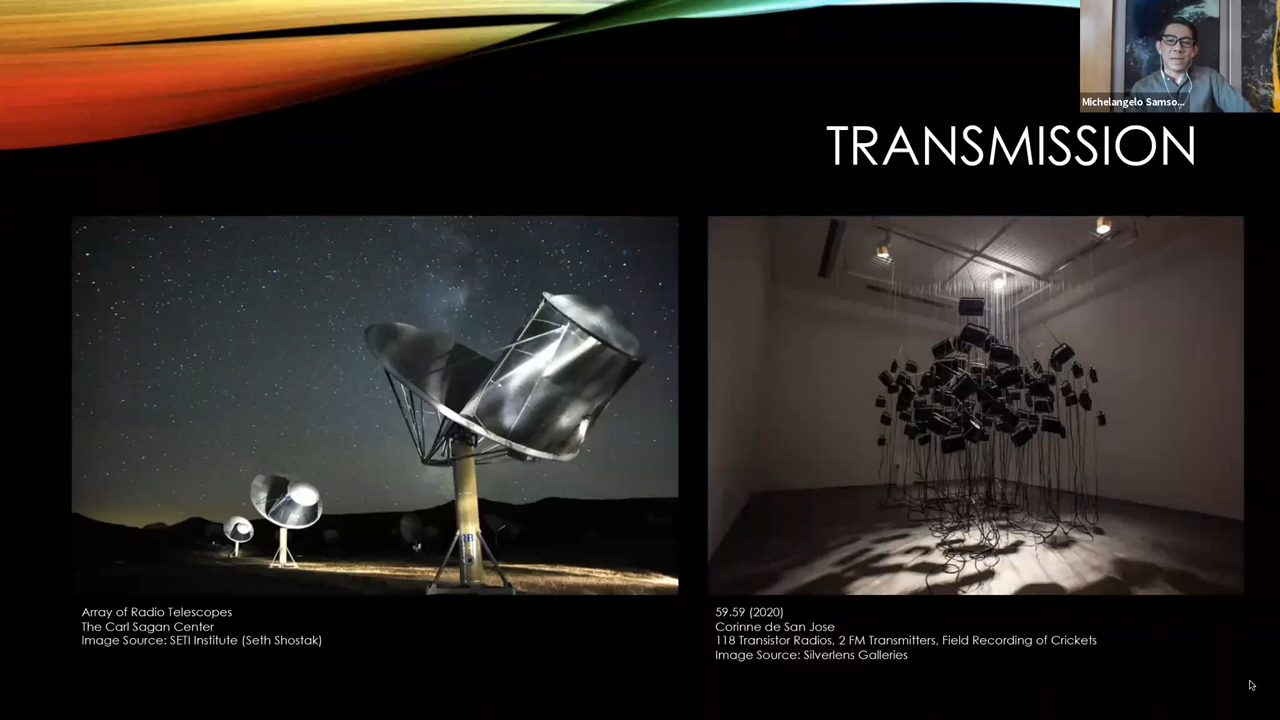 Michelangelo Samso...
TRANSMISSION
Array of Radio Telescopes
The Carl Sagan Center
Image Source: SETI Institute (Seth Shostak)
59.59 (2020)
Corinne de San Jose
118 Transistor Radios, 2 FM Transmitters, Field Recording of Crickets
Image Source: Silverlens Galleries